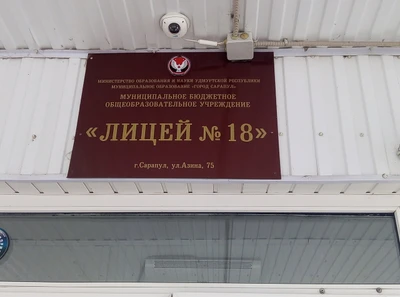 МИНИСТЕРСТВО ОБРАЗОВАНИЯ И НАУКИ УДМУРТСКОЙ РЕСПУБЛИКИ
МУНИЦИПАЛЬНОЕ ОБРАЗОВАНИЕ «ГОРОД САРАПУЛ»
МУНИЦИПАЛЬНОЕ БЮДЖЕТНОЕ
ОБЩЕОБРАЗОВАТЕЛЬНОЕ УЧРЕЖДЕНИЕ
«ЛИЦЕЙ № 18»
г.Сарапул, ул.Азина, 75